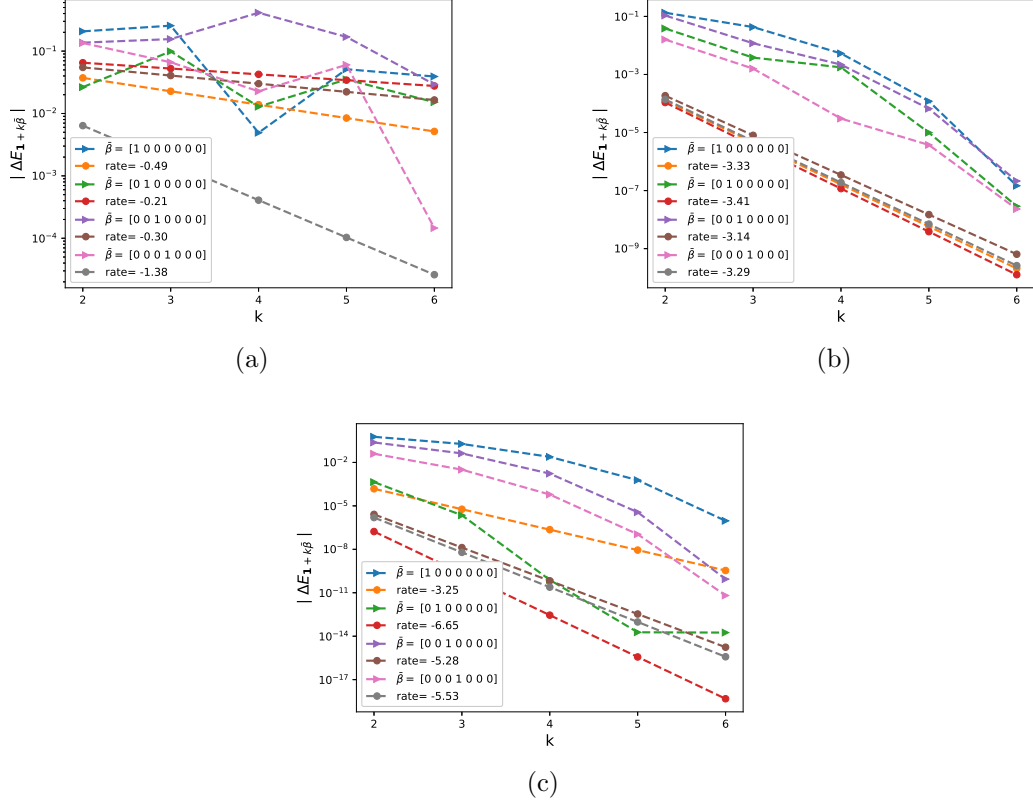 | ΔE_{1 + kβ̄} |
10^{-1}
10^{-2}
10^{-3}
10^{-4}
β̄ = [1 0 0 0 0 0 0]
rate= -0.49
β̄ = [0 1 0 0 0 0 0]
rate= -0.21
β̄ = [0 0 1 0 0 0 0]
rate= -0.30
β̄ = [0 0 0 1 0 0 0]
rate= -1.38
2 3 4 5 6
k
(a)
| ΔE_{1 + kβ̄} |
10^{-1}
10^{-3}
10^{-5}
10^{-7}
10^{-9}
β̄ = [1 0 0 0 0 0 0]
rate= -3.33
β̄ = [0 1 0 0 0 0 0]
rate= -3.41
β̄ = [0 0 1 0 0 0 0]
rate= -3.14
β̄ = [0 0 0 1 0 0 0]
rate= -3.29
2 3 4 5 6
k
(b)
| ΔE_{1 + kβ̄} |
10^{-2}
10^{-5}
10^{-8}
10^{-11}
10^{-14}
10^{-17}
β̄ = [1 0 0 0 0 0 0]
rate= -3.25
β̄ = [0 1 0 0 0 0 0]
rate= -6.65
β̄ = [0 0 1 0 0 0 0]
rate= -5.28
β̄ = [0 0 0 1 0 0 0]
rate= -5.53
2 3 4 5 6
k
(c)